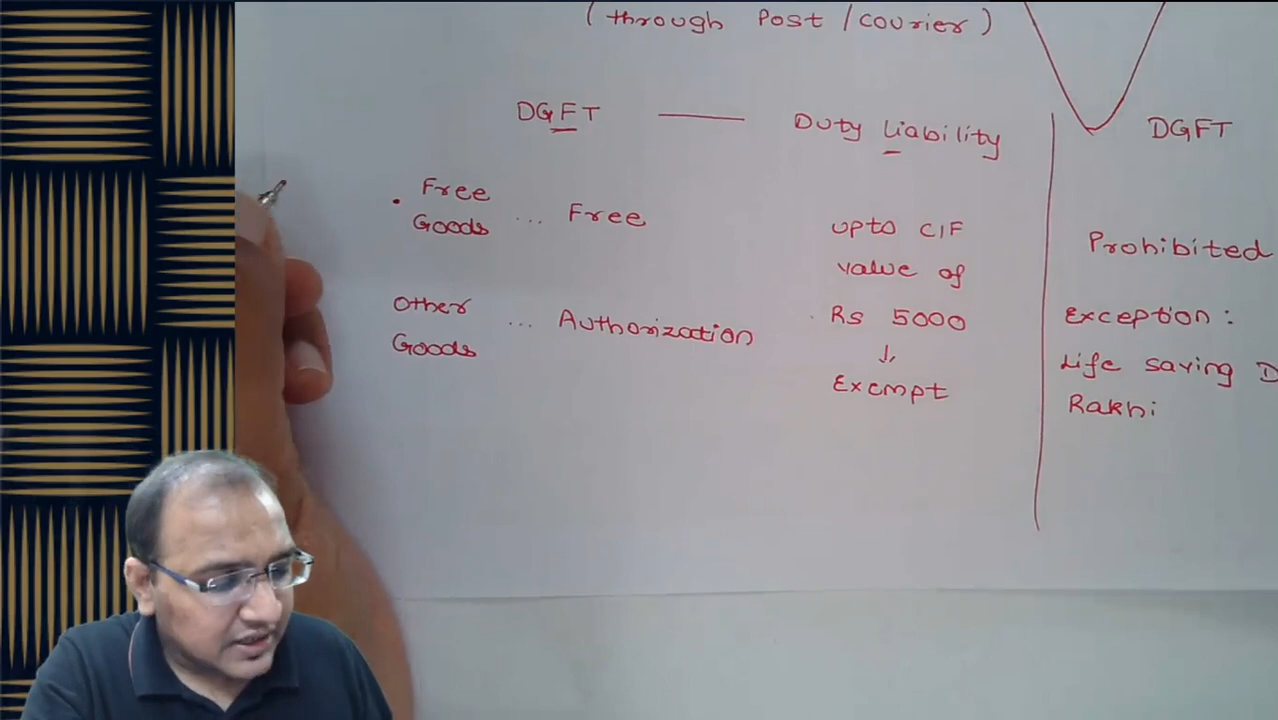 (through Post / courier)
DGFT — Duty Liability
DGFT
Free
Goods ... Free
upto CIF
value of
Rs 5000
↓
Exempt
Other
Goods ... Authorization
Prohibited
Exception:
Life saving D
Rakhi